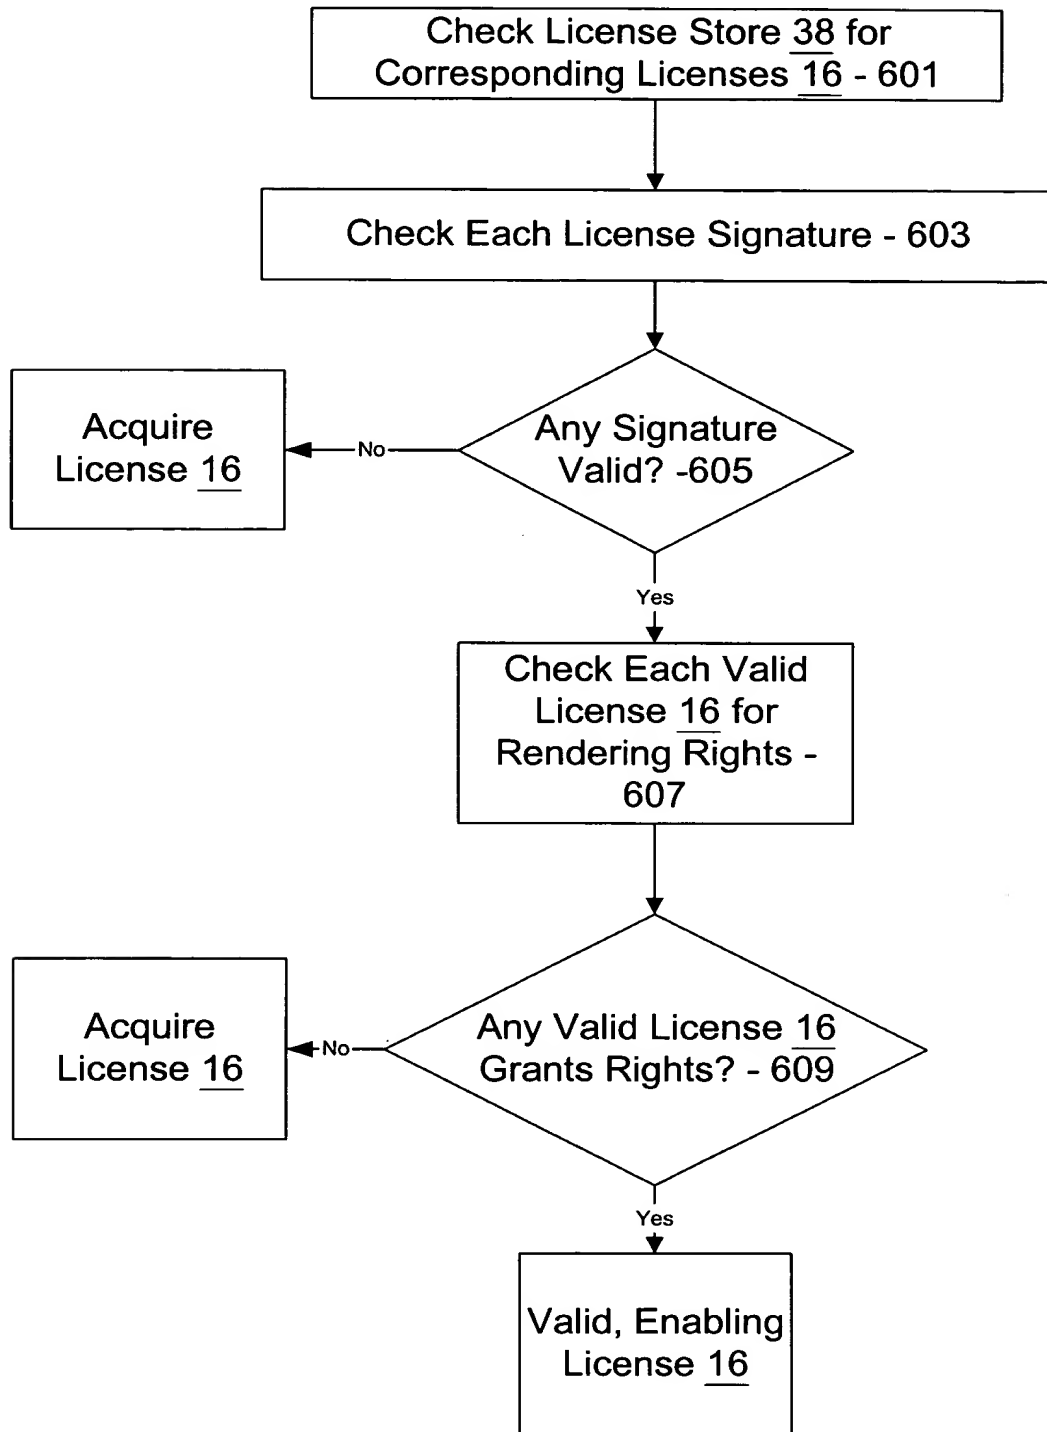 Check License Store 38 for
Corresponding Licenses 16 - 601
Check Each License Signature - 603
Any Signature
Valid? -605
No
Acquire
License 16
Yes
Check Each Valid
License 16 for
Rendering Rights -
607
Any Valid License 16
Grants Rights? - 609
No
Acquire
License 16
Yes
Valid, Enabling
License 16